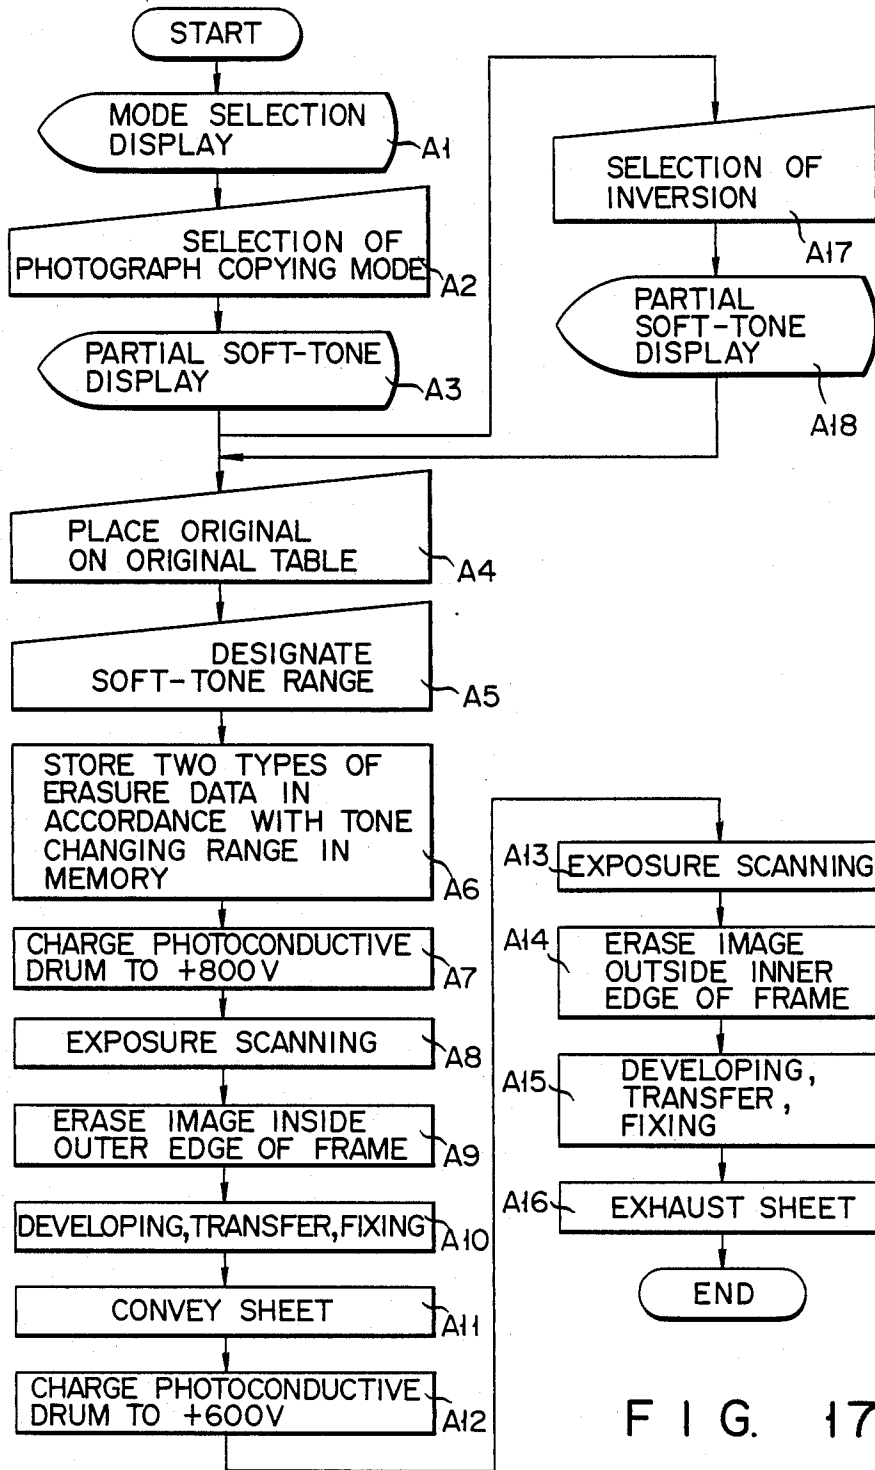 START
MODE SELECTION
DISPLAY
A1
SELECTION OF
PHOTOGRAPH COPYING MODE
A2
PARTIAL SOFT-TONE
DISPLAY
A3
SELECTION OF
INVERSION
A17
PARTIAL
SOFT-TONE
DISPLAY
A18
PLACE ORIGINAL
ON ORIGINAL TABLE
A4
DESIGNATE
SOFT-TONE RANGE
A5
STORE TWO TYPES OF
ERASURE DATA IN
ACCORDANCE WITH TONE
CHANGING RANGE IN
MEMORY
A6
CHARGE PHOTOCONDUCTIVE
DRUM TO +800V
A7
EXPOSURE SCANNING
A8
ERASE IMAGE INSIDE
OUTER EDGE OF FRAME
A9
DEVELOPING,TRANSFER,FIXING
A10
CONVEY SHEET
A11
CHARGE PHOTOCONDUCTIVE
DRUM TO +600V
A12
A13
EXPOSURE SCANNING
A14
ERASE IMAGE
OUTSIDE INNER
EDGE OF FRAME
A15
DEVELOPING,
TRANSFER,
FIXING
A16
EXHAUST SHEET
END
FIG. 17